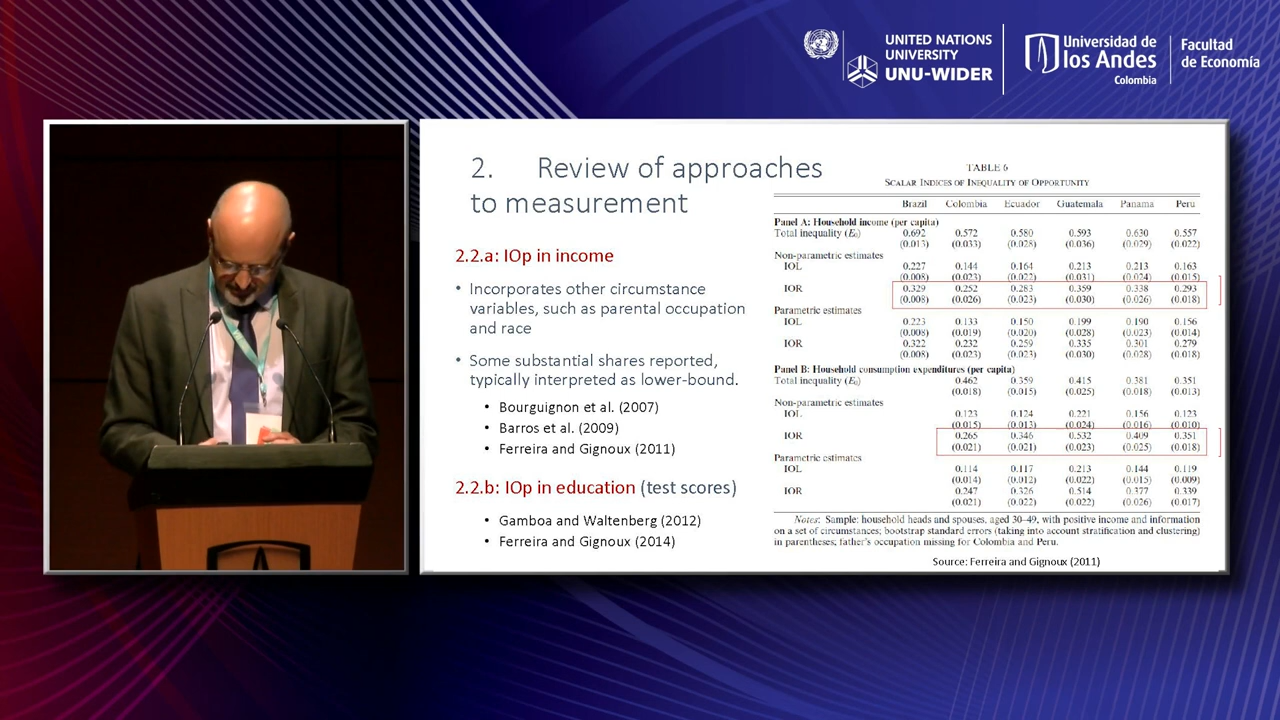 UNITED NATIONS
UNIVERSITY
UNU-WIDER
Universidad de
los Andes
Colombia
Facultad
de Economía
2. Review of approaches
to measurement
2.2.a: IOp in income
• Incorporates other circumstance
variables, such as parental occupation
and race
• Some substantial shares reported,
typically interpreted as lower-bound.
• Bourguignon et al. (2007)
• Barros et al. (2009)
• Ferreira and Gignoux (2011)
2.2.b: IOp in education (test scores)
• Gamboa and Waltenberg (2012)
• Ferreira and Gignoux (2014)
TABLE 6
SCALAR INDICES OF INEQUALITY OF OPPORTUNITY
Brazil Colombia Ecuador Guatemala Panama Peru
Panel A: Household income (per capita)
Total inequality (E₀) 0.692 0.572 0.580 0.593 0.630 0.557
(0.013) (0.033) (0.028) (0.036) (0.029) (0.022)
Non-parametric estimates
IOL 0.227 0.144 0.164 0.213 0.213 0.163
(0.008) (0.023) (0.022) (0.031) (0.024) (0.015)
IOR 0.329 0.252 0.283 0.359 0.338 0.293
(0.008) (0.026) (0.023) (0.030) (0.026) (0.018)
Parametric estimates
IOL 0.223 0.133 0.150 0.199 0.190 0.156
(0.008) (0.019) (0.020) (0.028) (0.023) (0.014)
IOR 0.322 0.232 0.259 0.335 0.301 0.279
(0.008) (0.023) (0.023) (0.030) (0.028) (0.018)
Panel B: Household consumption expenditures (per capita)
Total inequality (E₀) 0.462 0.359 0.415 0.381 0.351
(0.018) (0.015) (0.025) (0.018) (0.013)
Non-parametric estimates
IOL 0.123 0.124 0.221 0.156 0.123
(0.015) (0.013) (0.024) (0.016) (0.010)
IOR 0.265 0.346 0.532 0.409 0.351
(0.021) (0.021) (0.023) (0.025) (0.018)
Parametric estimates
IOL 0.114 0.117 0.213 0.144 0.119
(0.014) (0.012) (0.022) (0.015) (0.009)
IOR 0.247 0.326 0.514 0.377 0.339
(0.021) (0.022) (0.022) (0.026) (0.017)
Notes: Sample: household heads and spouses, aged 30–49, with positive income and information
on a set of circumstances; bootstrap standard errors (taking into account stratification and clustering)
in parentheses; father's occupation missing for Colombia and Peru.
Source: Ferreira and Gignoux (2011)